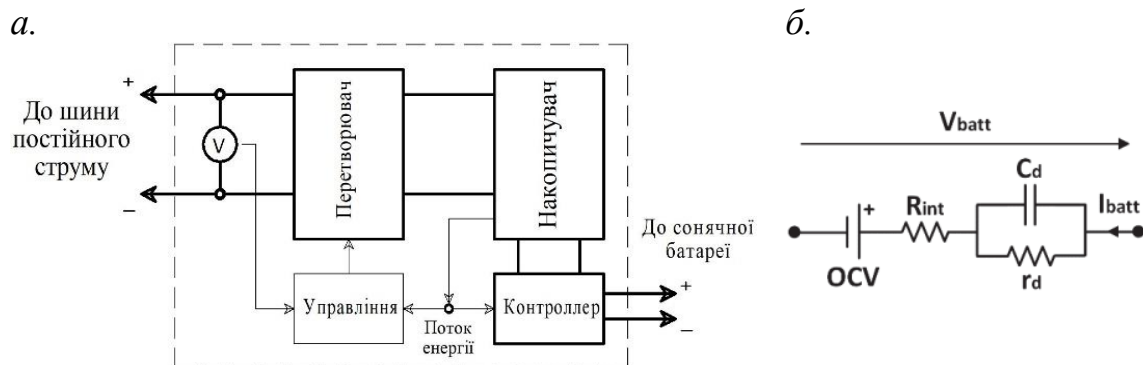 а.
+
До шини
постійного
струму
V
–
Перетворювач
Накопичувач
До сонячної
батареї
Управління
Поток
енергії
Контроллер
+
–
б.
Vbatt
Cd
Rint
Ibatt
+
OCV
rd